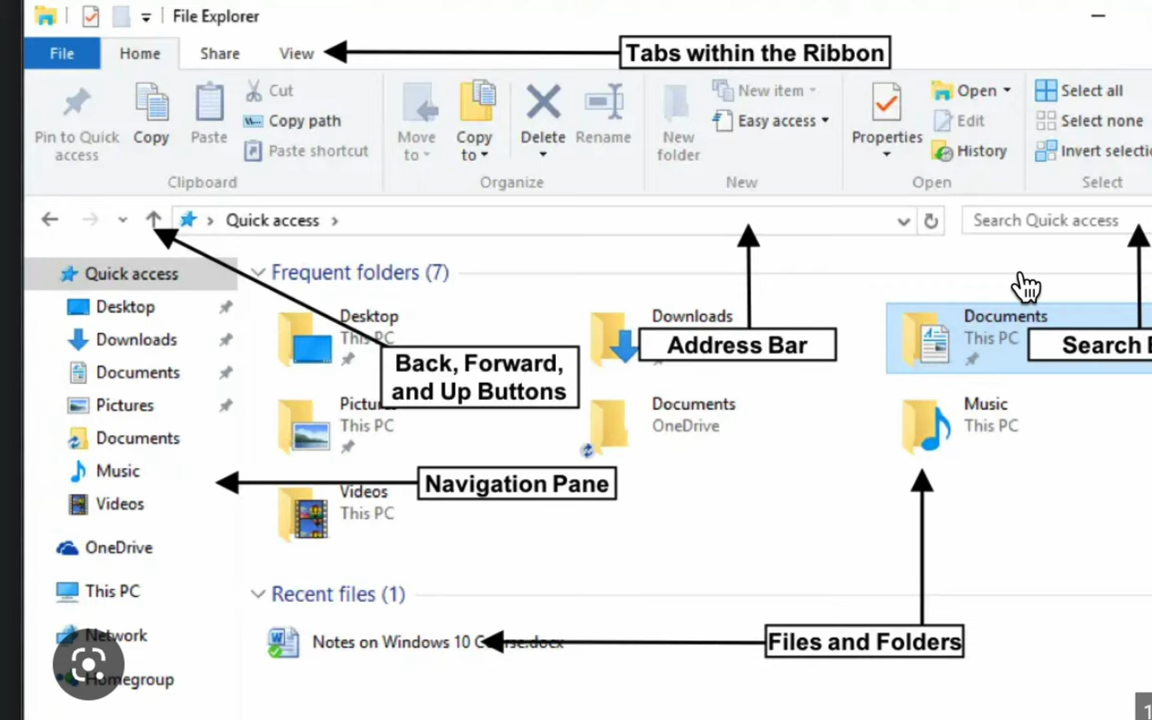 File Explorer
File Home Share View
Tabs within the Ribbon
Pin to Quick access
Copy
Paste
Cut
Copy path
Paste shortcut
Clipboard
Move to
Copy to
Delete
Rename
Organize
New folder
New item
Easy access
New
Properties
Open
Edit
History
Open
Select all
Select none
Invert selecti
Select
Quick access
Search Quick access
Quick access
Desktop
Downloads
Documents
Pictures
Documents
Music
Videos
OneDrive
This PC
Network
Homegroup
Frequent folders (7)
Desktop
This PC
Downloads
Documents
This PC
Back, Forward,
and Up Buttons
Address Bar
Search
Pictu
This PC
Documents
OneDrive
Music
This PC
Navigation Pane
Videos
This PC
Recent files (1)
Notes on Windows 10 Course.docx
Files and Folders